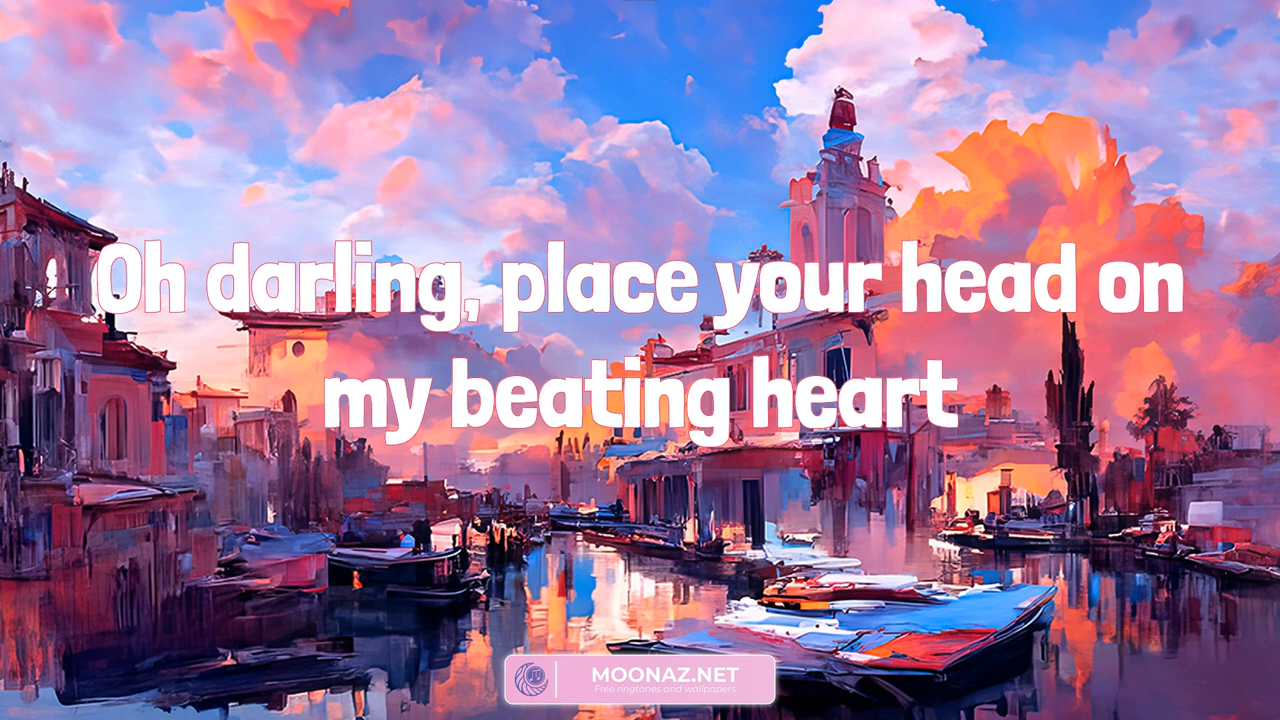 Oh darling, place your head on
my beating heart
MOONAZ.NET
Free ringtones and wallpapers